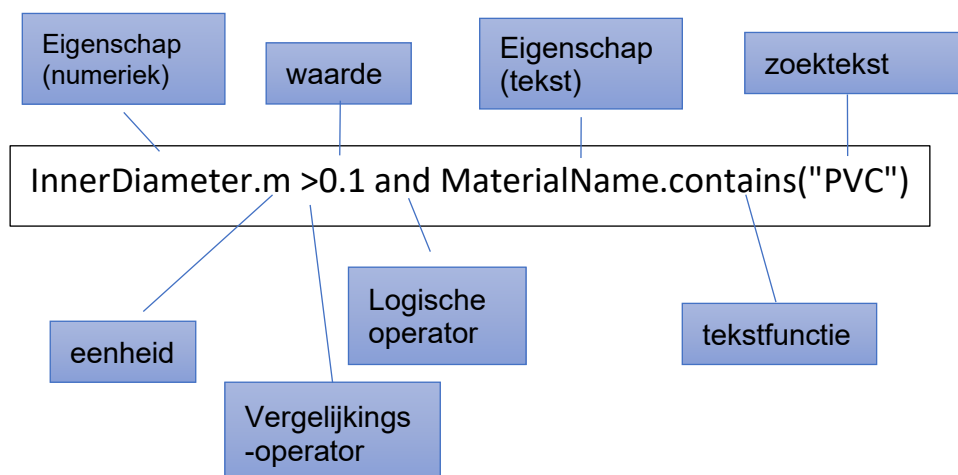 Eigenschap
(numeriek)
waarde
Eigenschap
(tekst)
zoektekst
InnerDiameter.m >0.1 and MaterialName.contains("PVC")
eenheid
Vergelijkings
-operator
Logische
operator
tekstfunctie